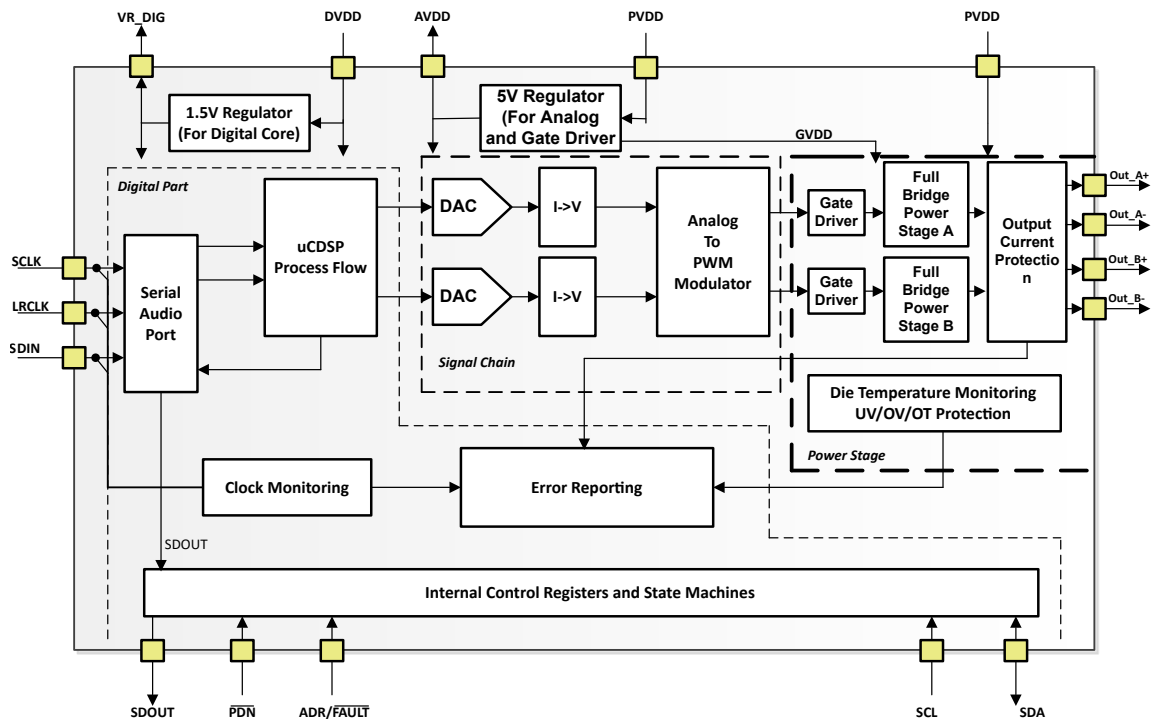 VR_DIG
DVDD
AVDD
PVDD
PVDD
1.5V Regulator
(For Digital Core)
5V Regulator
(For Analog
and Gate Driver
GVDD
Digital Part
DAC
I->V
DAC
I->V
Signal Chain
Analog
To
PWM
Modulator
uCDSP
Process Flow
Serial
Audio
Port
SCLK
LRCLK
SDIN
Gate
Driver
Full
Bridge
Power
Stage A
Gate
Driver
Full
Bridge
Power
Stage B
Output
Current
Protectio
n
Out_A+
Out_A-
Out_B+
Out_B-
Die Temperature Monitoring
UV/OV/OT Protection
Power Stage
Clock Monitoring
Error Reporting
SDOUT
Internal Control Registers and State Machines
SDOUT
PDN
ADR/FAULT
SCL
SDA